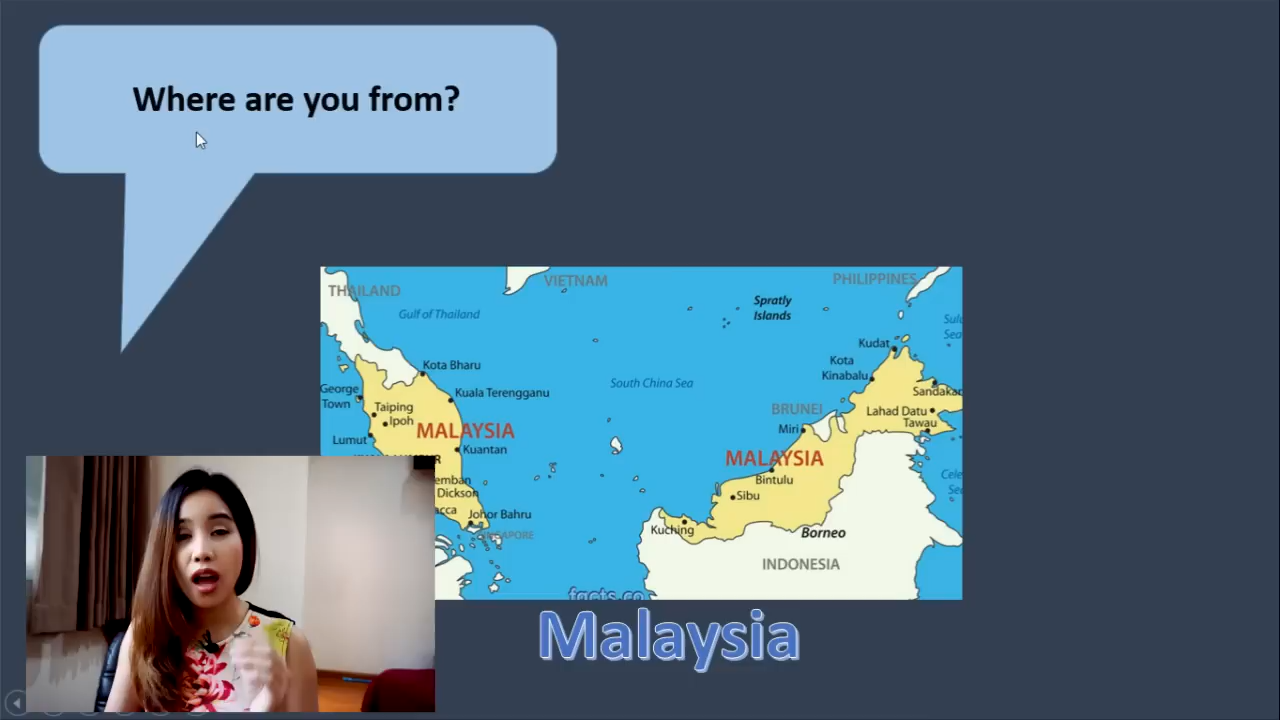 Where are you from?
THAILAND
VIETNAM
PHILIPPINES
Gulf of Thailand
Spratly
Islands
Kudat
Kota
Kinabalu
Kota Bharu
South China Sea
George
Town
Kuala Terengganu
Taiping
Ipoh
Lumut
MALAYSIA
Kuantan
BRUNEI
Lahad Datu
Tawau
Miri
MALAYSIA
Bintulu
Sibu
Dickson
Johor Bahru
Kuching
Borneo
INDONESIA
Malaysia